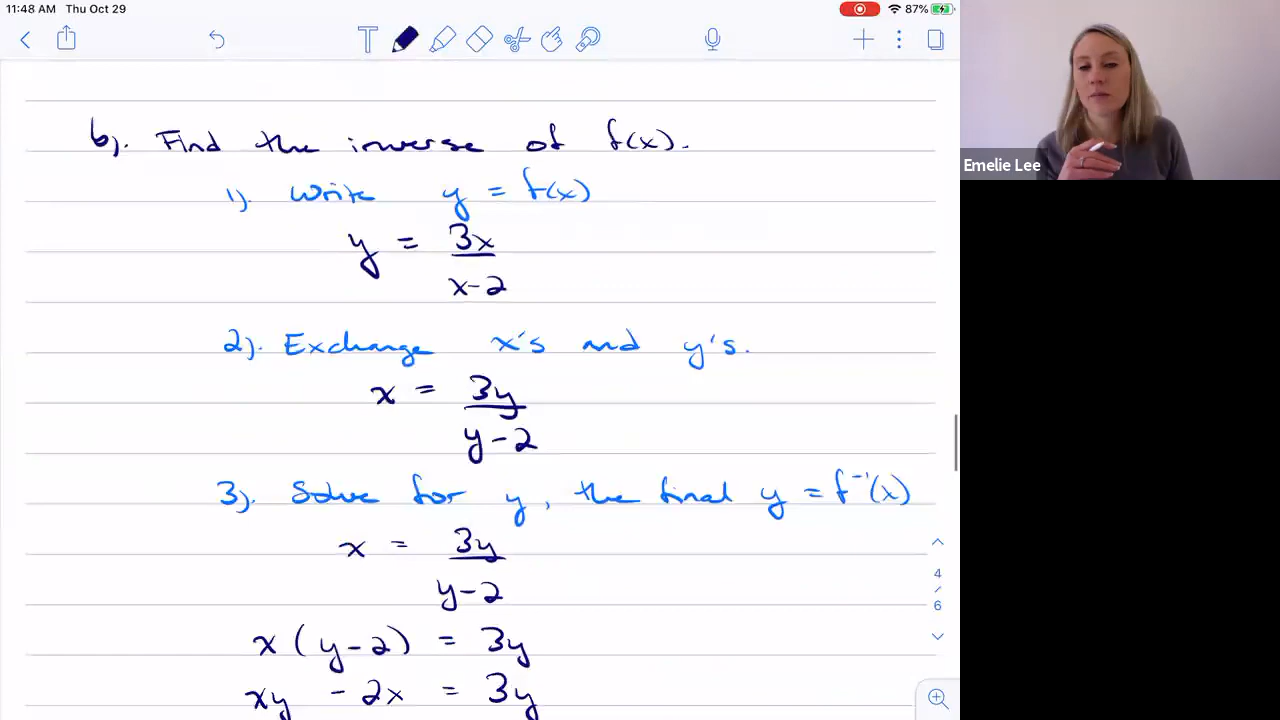 11:48 AM Thu Oct 29
87%
b). Find the inverse of f(x).
1). Write y = f(x)
y = 3x
x-2
2). Exchange x's and y's.
x = 3y
y-2
3). Solve for y, the final y = f⁻¹(x)
x = 3y
y-2
x(y-2) = 3y
xy - 2x = 3y
4
/
6
Emelie Lee